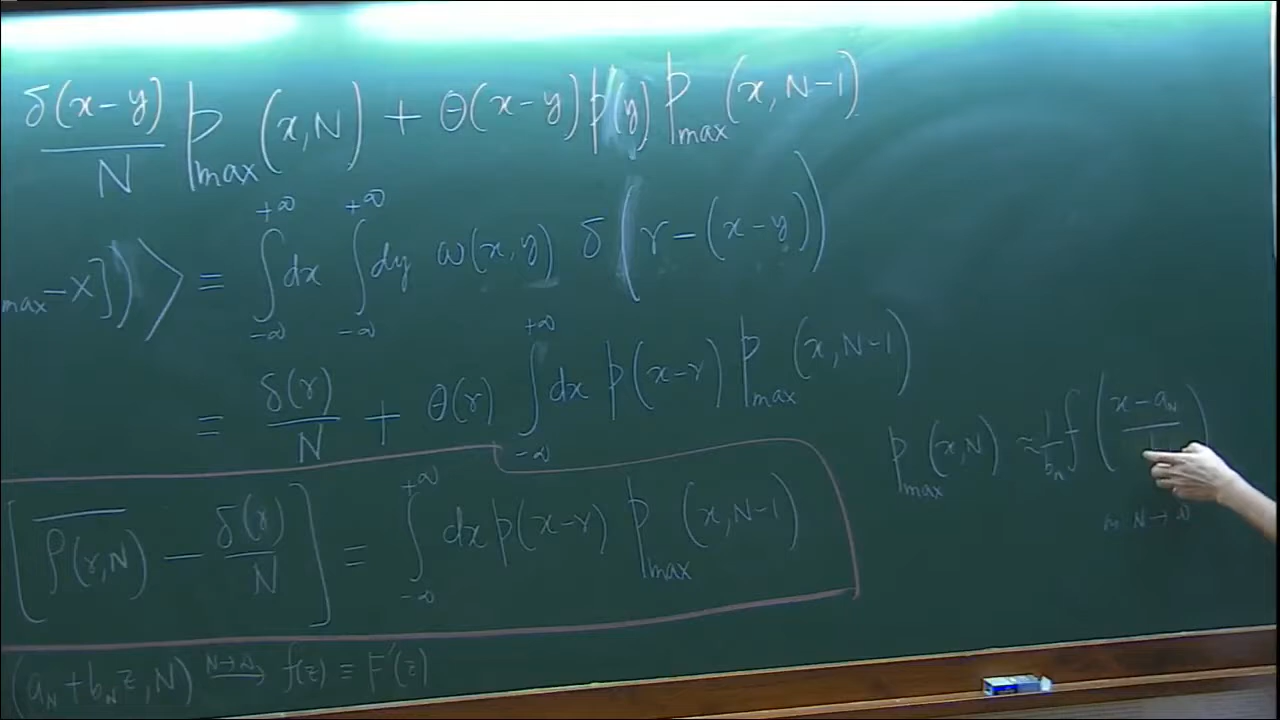 δ(x-y)/N p_max(x,N) + θ(x-y) p(y) p_max(x,N-1)
max - X])⟩ ≡ ∫_{-∞}^{+∞} dx ∫_{-∞}^{+∞} dy ω(x,y) δ(r-(x-y))
= δ(r)/N + θ(r) ∫_{-∞}^{+∞} dx p(x-r) p_max(x,N-1)
[ρ(r,N)‾ - δ(r)/N] = ∫_{-∞}^{+∞} dx p(x-r) p_max(x,N-1)
(a_N + b_N z, N) →^{N→∞} f(z) ≡ F'(z)
p_max(x,N) ≈ 1/b_n f((x-a_N)/
N→∞